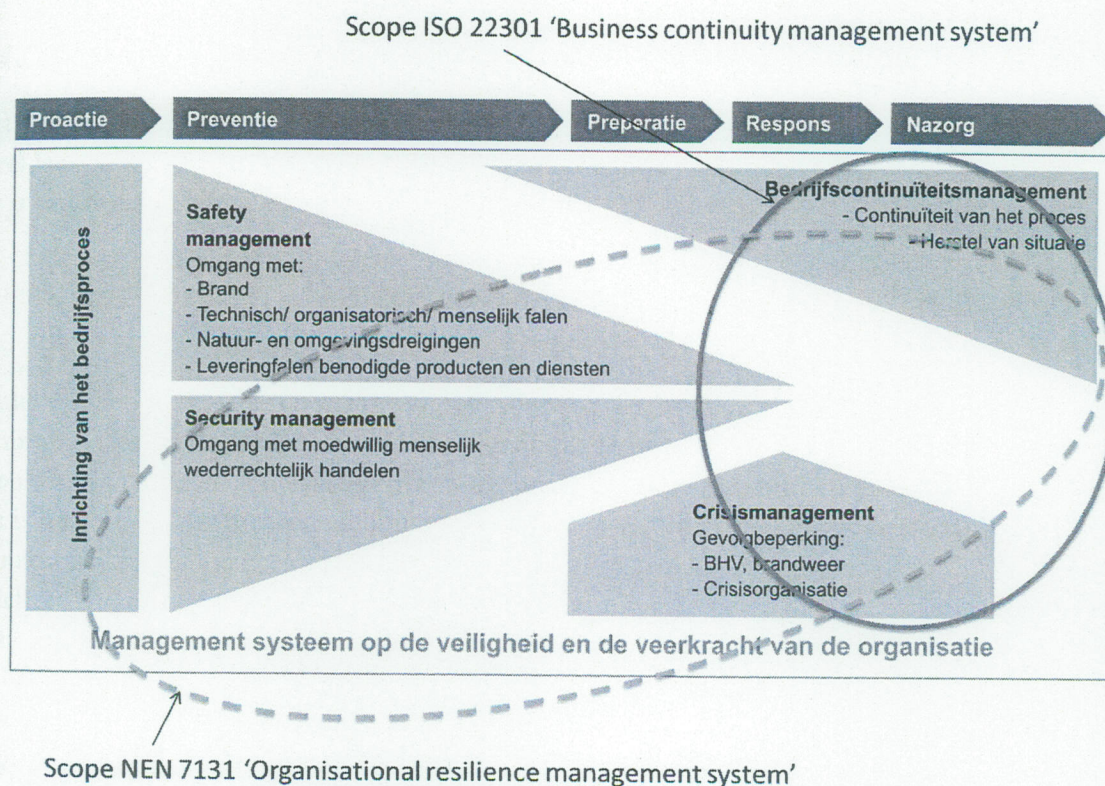 Scope ISO 22301 ‘Business continuity management system’
Proactie
Preventie
Preperatie
Respons
Nazorg
Inrichting van het bedrijfsproces
Safety
management
Omgang met:
- Brand
- Technisch/ organisatorisch/ menselijk falen
- Natuur- en omgevingsdreigingen
- Leveringfalen benodigde producten en diensten
Security management
Omgang met moedwillig menselijk
wederrechtelijk handelen
Bedrijfscontinuïteitsmanagement
- Continuïteit van het proces
- Herstel van situatie
Crisismanagement
Gevolgbeperking:
- BHV, brandweer
- Crisisorganisatie
Management systeem op de veiligheid en de veerkracht van de organisatie
Scope NEN 7131 ‘Organisational resilience management system’